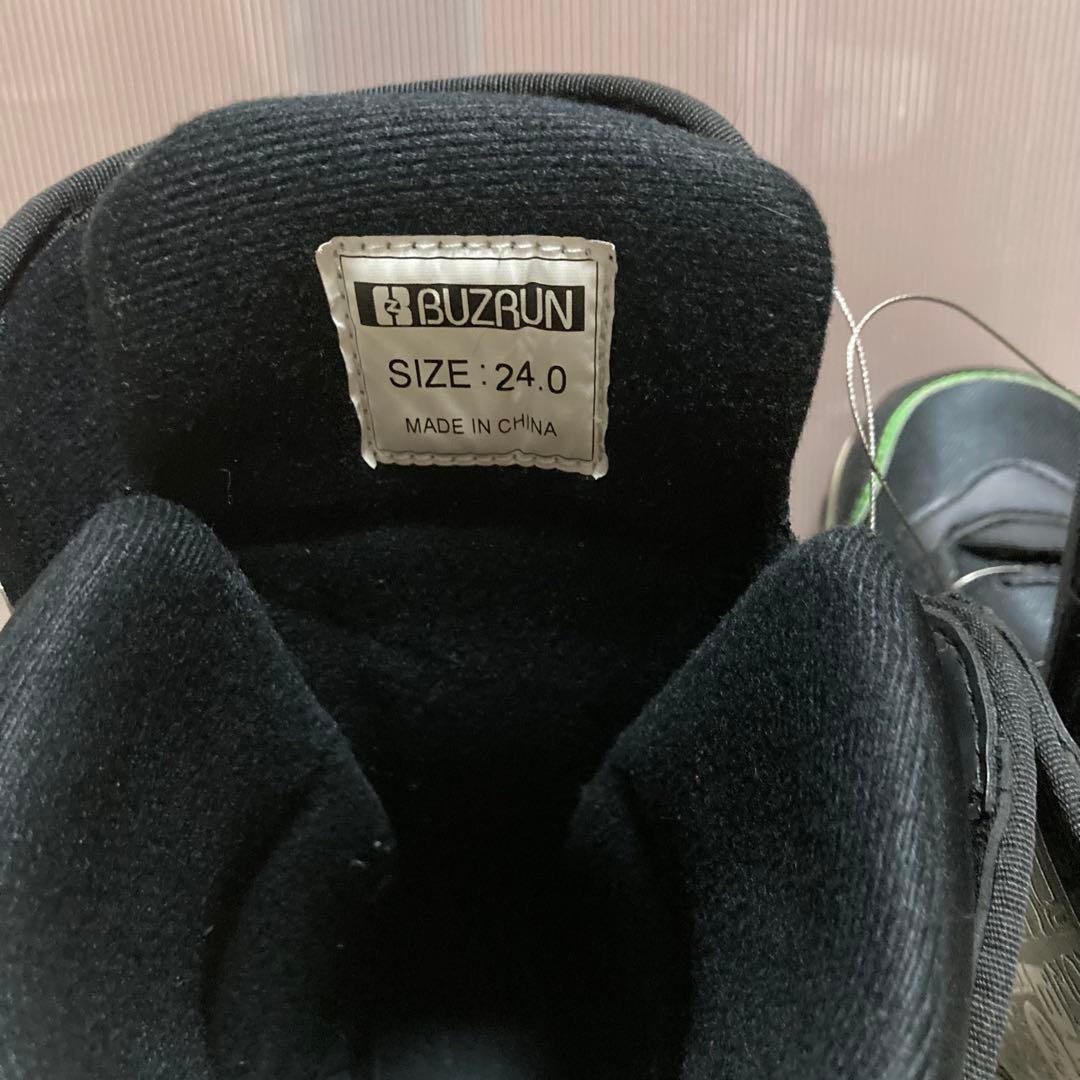 BUZRUN
SIZE : 24.0
MADE IN CHINA